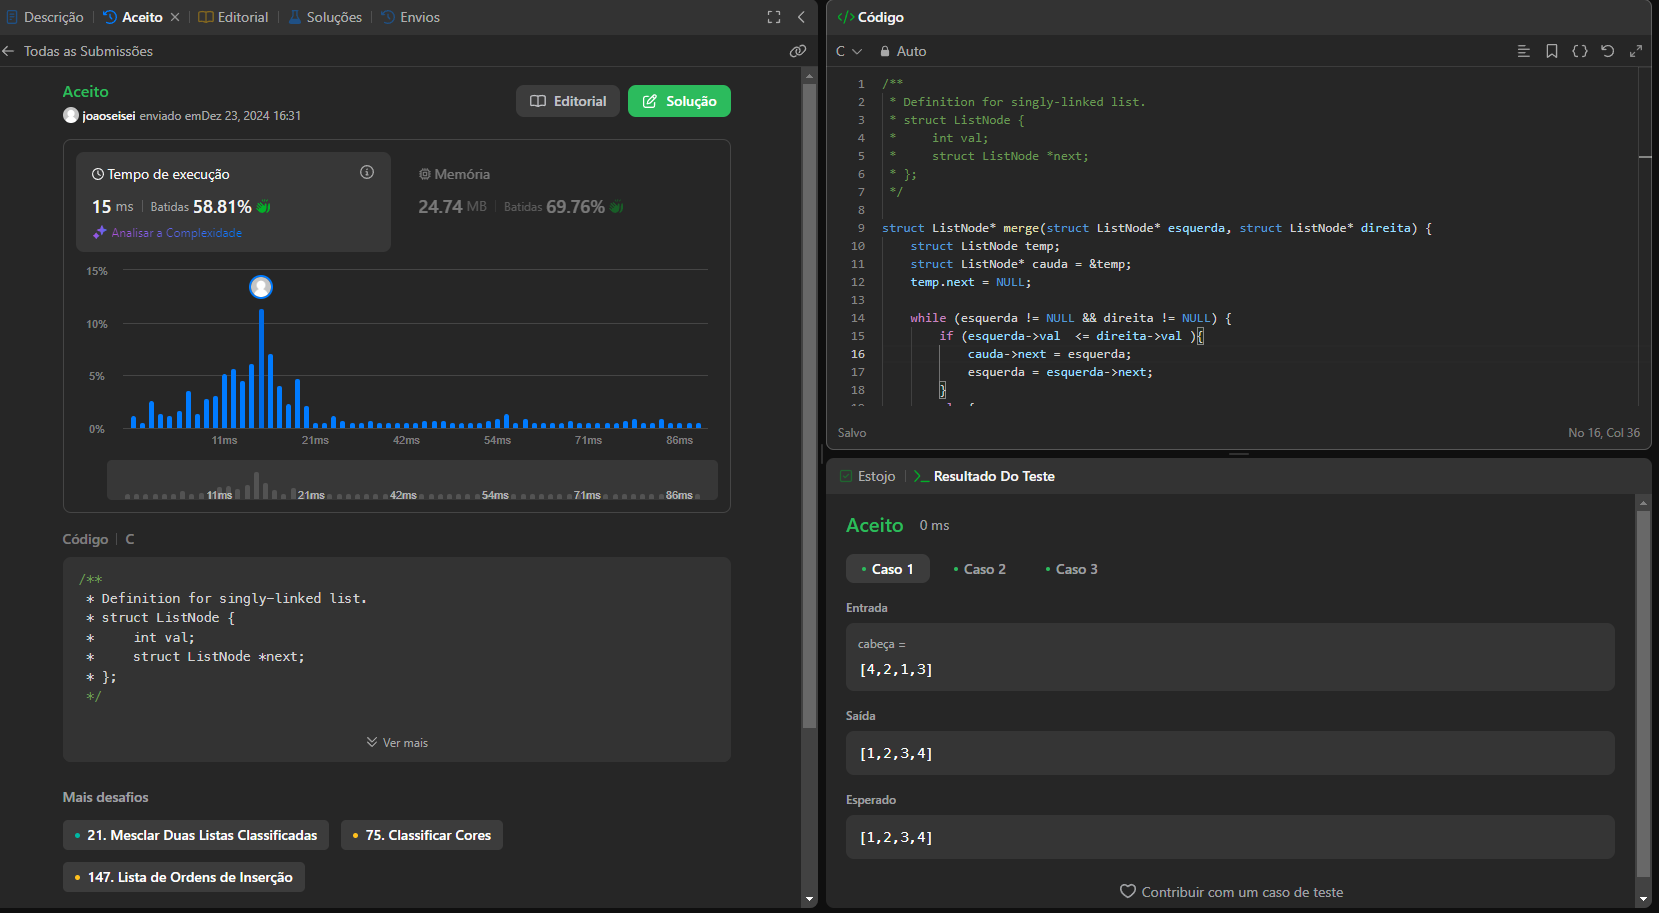 Descrição
Aceito
Editorial
Soluções
Envios
Todas as Submissões
Aceito
joaoseisei enviado emDez 23, 2024 16:31
Editorial
Solução
Tempo de execução
15 ms
Batidas 58.81%
Analisar a Complexidade
Memória
24.74 MB
Batidas 69.76%
15%
10%
5%
0%
11ms 21ms 42ms 54ms 71ms 86ms
11ms 21ms 42ms 54ms 71ms 86ms
Código C
/**
* Definition for singly-linked list.
* struct ListNode {
* int val;
* struct ListNode *next;
* };
*/
Ver mais
Mais desafios
21. Mesclar Duas Listas Classificadas
75. Classificar Cores
147. Lista de Ordens de Inserção
</> Código
C Auto
1 /**
2 * Definition for singly-linked list.
3 * struct ListNode {
4 * int val;
5 * struct ListNode *next;
6 * };
7 */
8
9 struct ListNode* merge(struct ListNode* esquerda, struct ListNode* direita) {
10 struct ListNode temp;
11 struct ListNode* cauda = &temp;
12 temp.next = NULL;
13
14 while (esquerda != NULL && direita != NULL) {
15 if (esquerda->val <= direita->val ){
16 cauda->next = esquerda;
17 esquerda = esquerda->next;
18 }
Salvo
No 16, Col 36
Estojo
Resultado Do Teste
Aceito 0 ms
Caso 1
Caso 2
Caso 3
Entrada
cabeça =
[4,2,1,3]
Saída
[1,2,3,4]
Esperado
[1,2,3,4]
Contribuir com um caso de teste